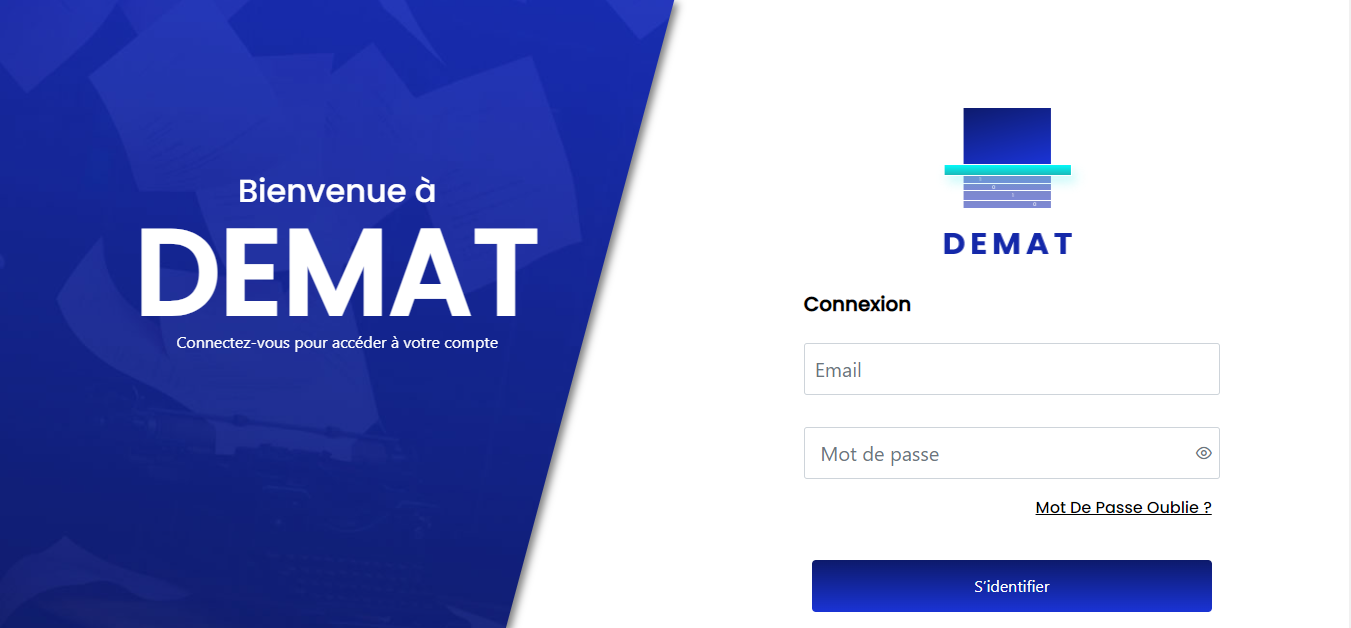 Bienvenue à
DEMAT
Connectez-vous pour accéder à votre compte
DEMAT
Connexion
Email
Mot de passe
Mot De Passe Oublie ?
S'identifier